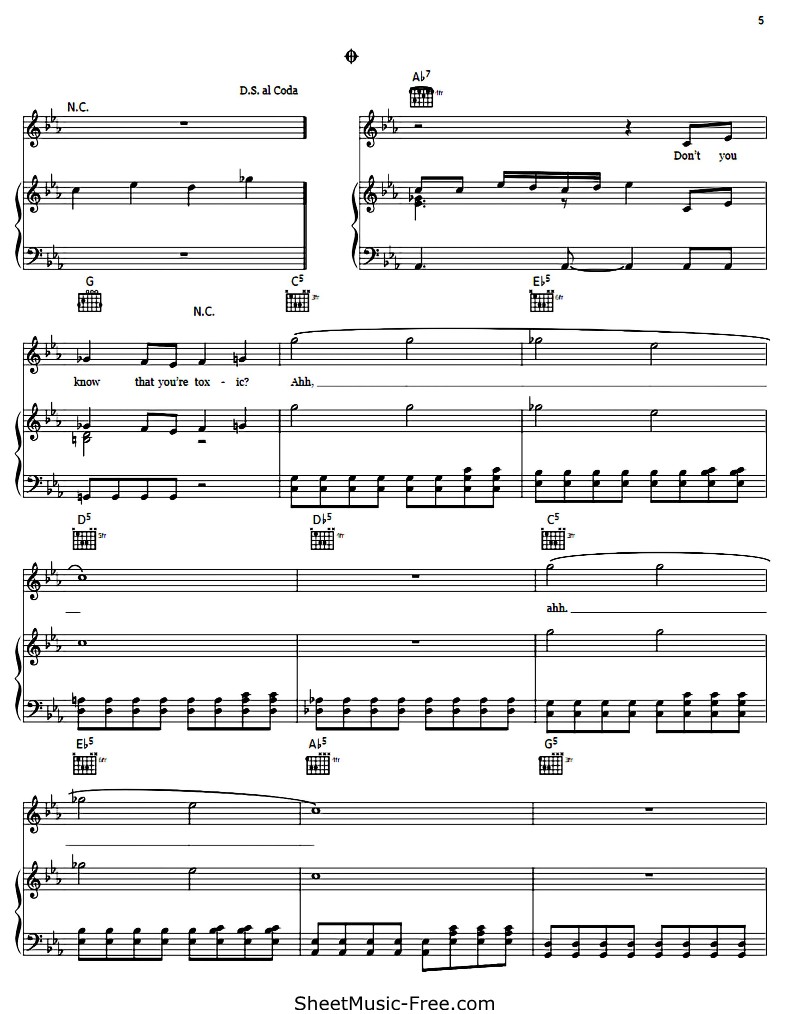 5
A♭7
D.S. al Coda
4fr
N.C.
Don't you
G C5 E♭5
3fr 6fr
N.C.
know that you're tox - ic? Ahh,
D5 D♭5 C5
5fr 4fr 3fr
ahh.
E♭5 A♭5 G5
6fr 4fr 3fr
SheetMusic-Free.com